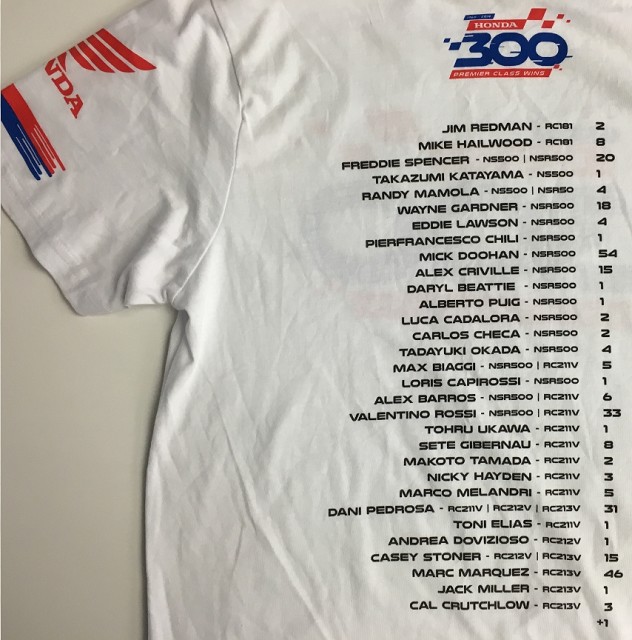 HONDA
HONDA
300
PREMIER CLASS WINS
JIM REDMAN - RC181 2
MIKE HAILWOOD - RC181 8
FREDDIE SPENCER - NS500 | NSR500 20
TAKAZUMI KATAYAMA - NS500 1
RANDY MAMOLA - NS500 | NSR50 4
WAYNE GARDNER - NSR500 18
EDDIE LAWSON - NSR500 4
PIERFRANCESCO CHILI - NSR500 1
MICK DOOHAN - NSR500 54
ALEX CRIVILLE - NSR500 15
DARYL BEATTIE - NSR500 1
ALBERTO PUIG - NSR500 1
LUCA CADALORA - NSR500 2
CARLOS CHECA - NSR500 2
TADAYUKI OKADA - NSR500 4
MAX BIAGGI - NSR500 | RC211V 5
LORIS CAPIROSSI - NSR500 1
ALEX BARROS - NSR500 | RC211V 6
VALENTINO ROSSI - NSR500 | RC211V 33
TOHRU UKAWA - RC211V 1
SETE GIBERNAU - RC211V 8
MAKOTO TAMADA - RC211V 2
NICKY HAYDEN - RC211V 3
MARCO MELANDRI - RC211V 5
DANI PEDROSA - RC211V | RC212V | RC213V 31
TONI ELIAS - RC211V 1
ANDREA DOVIZIOSO - RC212V 1
CASEY STONER - RC212V | RC213V 15
MARC MARQUEZ - RC213V 46
JACK MILLER - RC213V 1
CAL CRUTCHLOW - RC213V 3
+1